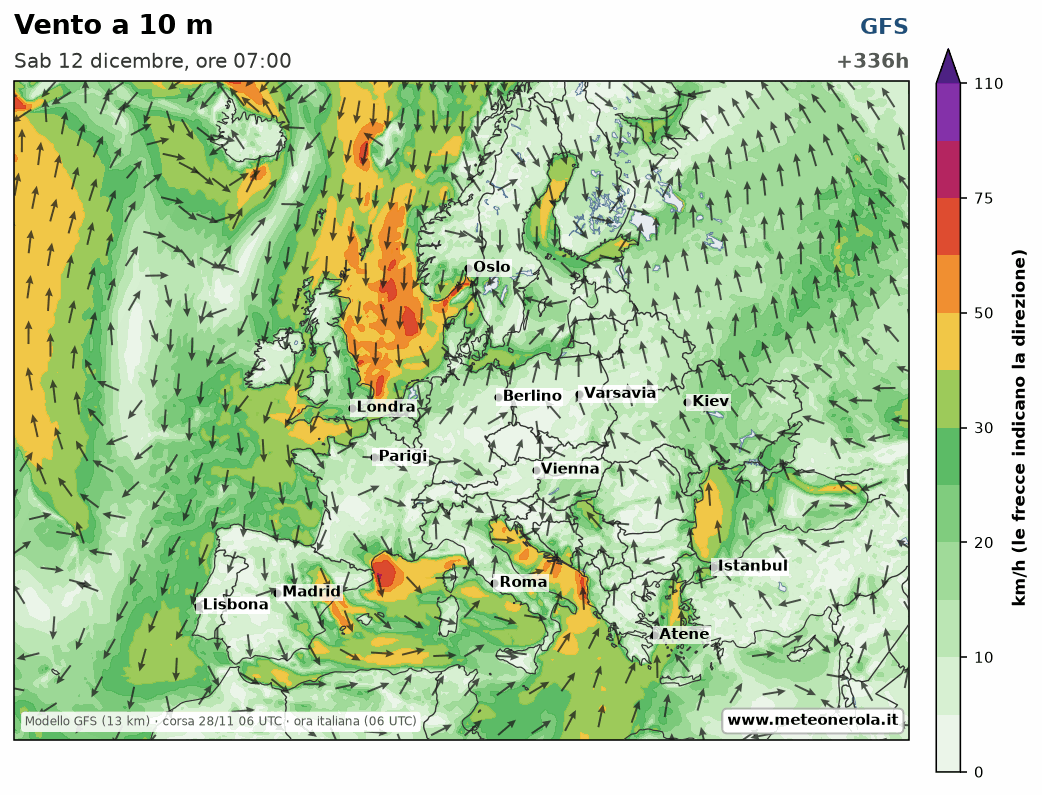 Vento a 10 m
GFS
Sab 12 dicembre, ore 07:00
+336h
110
75
50
30
20
10
0
km/h (le frecce indicano la direzione)
Oslo
Berlino
Varsavia
Kiev
Londra
Parigi
Vienna
Istanbul
Roma
Madrid
Lisbona
Atene
Modello GFS (13 km) · corsa 28/11 06 UTC · ora italiana (06 UTC)
www.meteonerola.it